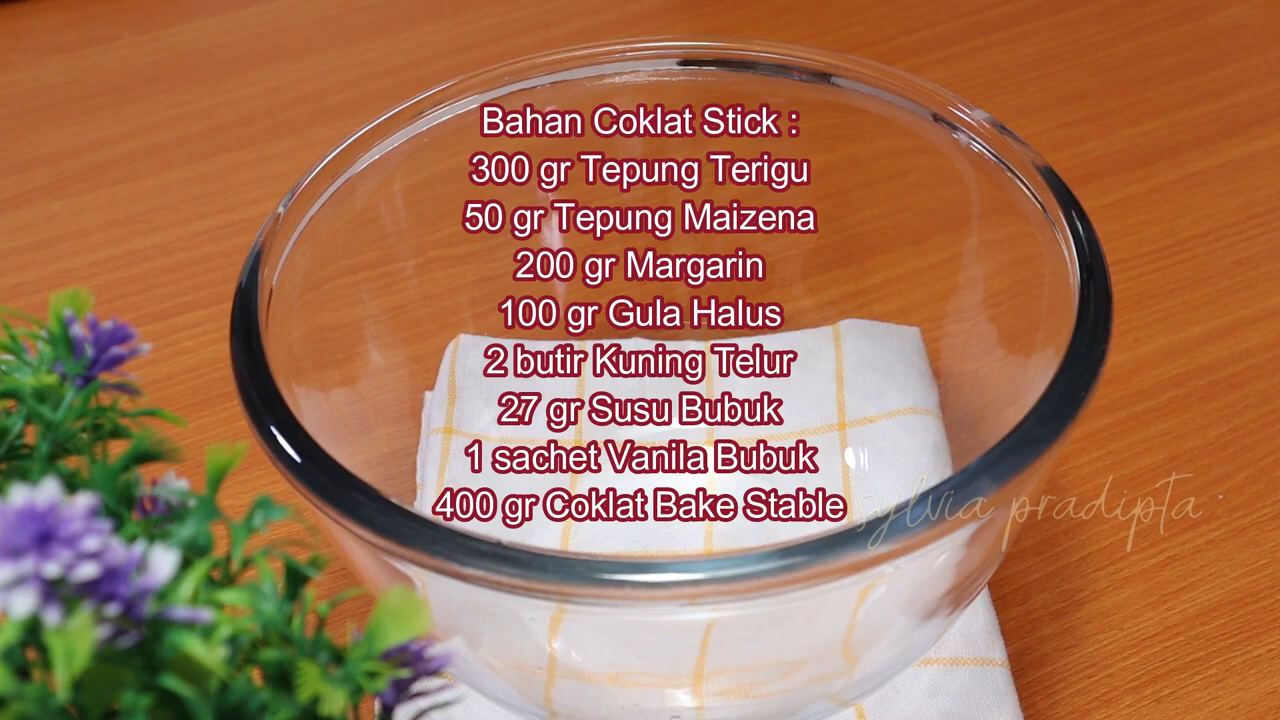 Bahan Coklat Stick :
300 gr Tepung Terigu
50 gr Tepung Maizena
200 gr Margarin
100 gr Gula Halus
2 butir Kuning Telur
27 gr Susu Bubuk
1 sachet Vanila Bubuk
400 gr Coklat Bake Stable
sylvia pradipta